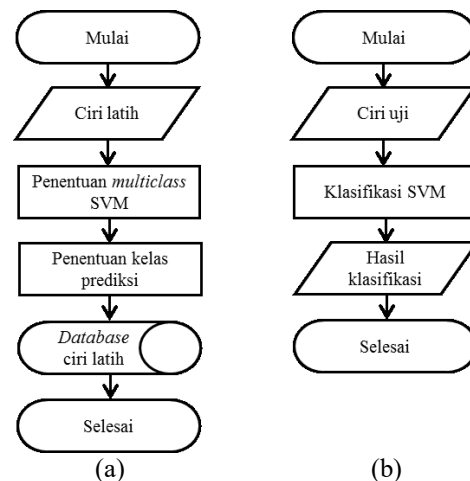 Mulai
Ciri latih
Penentuan multiclass
SVM
Penentuan kelas
prediksi
Database
ciri latih
Selesai
(a)
Mulai
Ciri uji
Klasifikasi SVM
Hasil
klasifikasi
Selesai
(b)